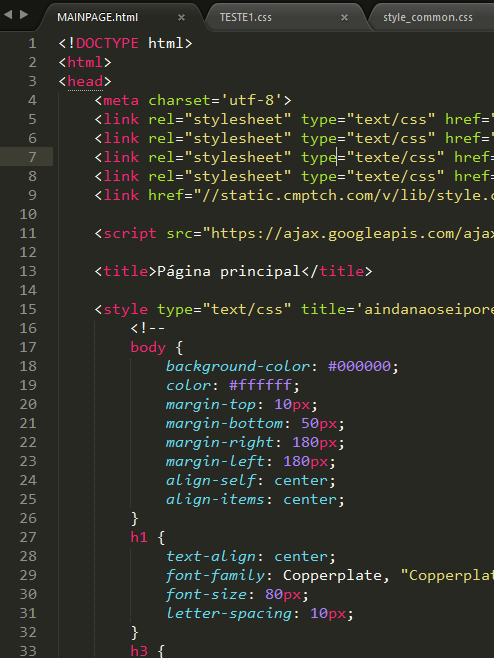 MAINPAGE.html × TESTE1.css × style_common.css
1 <!DOCTYPE html>
2 <html>
3 <head>
4 <meta charset='utf-8'>
5 <link rel="stylesheet" type="text/css" href="
6 <link rel="stylesheet" type="text/css" href="
7 <link rel="stylesheet" type="texte/css" href=
8 <link rel="stylesheet" type="texte/css" href=
9 <link href="//static.cmptch.com/v/lib/style.c
10
11 <script src="https://ajax.googleapis.com/ajax
12
13 <title>Página principal</title>
14
15 <style type="text/css" title='aindanaoseipore
16 <!--
17 body {
18 background-color: #000000;
19 color: #ffffff;
20 margin-top: 10px;
21 margin-bottom: 50px;
22 margin-right: 180px;
23 margin-left: 180px;
24 align-self: center;
25 align-items: center;
26 }
27 h1 {
28 text-align: center;
29 font-family: Copperplate, "Copperplat
30 font-size: 80px;
31 letter-spacing: 10px;
32 }
33 h3 {